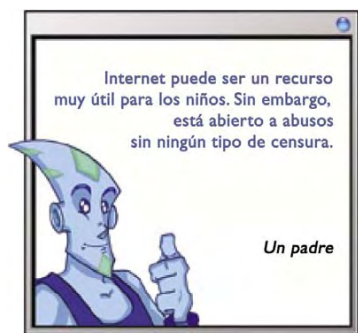 Internet puede ser un recurso
muy útil para los niños. Sin embargo,
está abierto a abusos
sin ningún tipo de censura.
Un padre